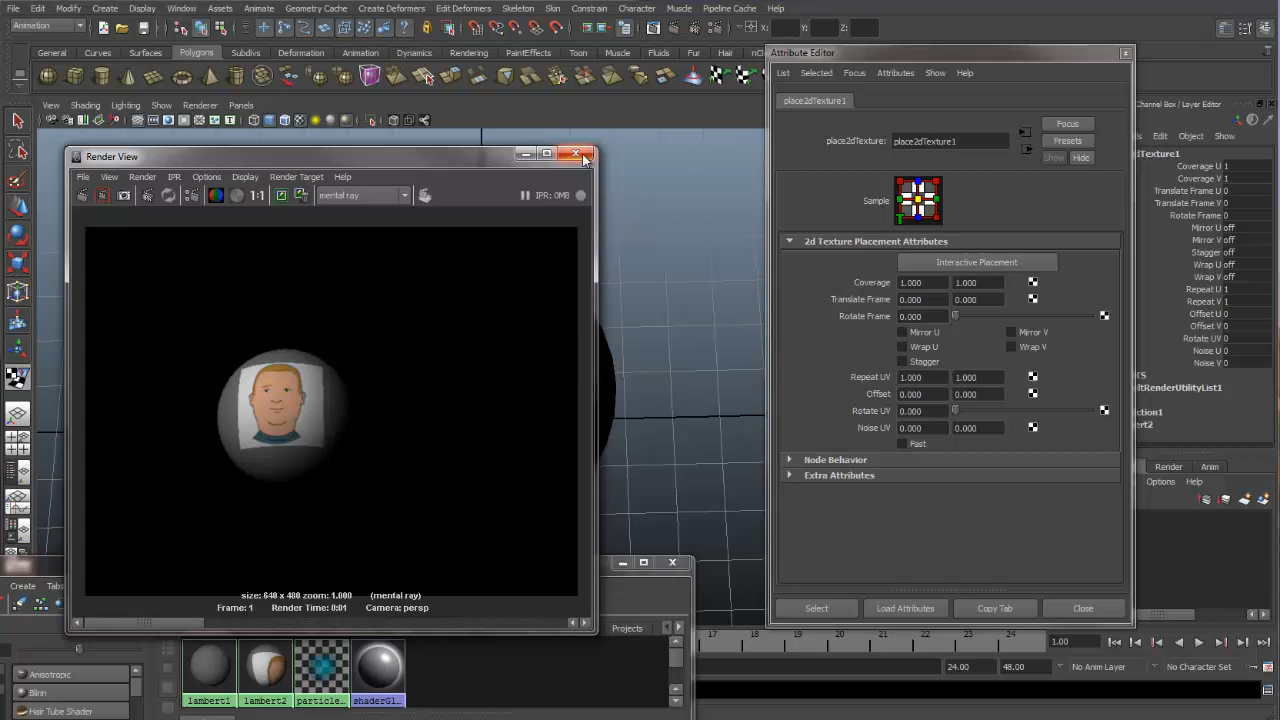 File Edit Modify Create Display Window Assets Animate Geometry Cache Create Deformers Edit Deformers Skeleton Skin Constrain Character Muscle Pipeline Cache Help
Animation X: Y: Z:
General Curves Surfaces Polygons Subdivs Deformation Animation Dynamics Rendering PaintEffects Toon Muscle Fluids Fur Hair
View Shading Lighting Show Renderer Panels
Attribute Editor
List Selected Focus Attributes Show Help
place2dTexture1
Focus
place2dTexture: place2dTexture1
Presets
Show Hide
Sample
2d Texture Placement Attributes
Interactive Placement
Coverage 1.000 1.000
Translate Frame 0.000 0.000
Rotate Frame 0.000
Mirror U Mirror V
Wrap U Wrap V
Stagger
Repeat UV 1.000 1.000
Offset 0.000 0.000
Rotate UV 0.000
Noise UV 0.000 0.000
Fast
Node Behavior
Extra Attributes
Select Load Attributes Copy Tab Close
Render View
File View Render IPR Options Display Render Target Help
1:1 mental ray IPR: 0MB
size: 640 x 480 zoom: 1.000 (mental ray)
Frame: 1 Render Time: 0:01 Camera: persp
Channel Box / Layer Editor
Edit Object Show
Coverage U 1
Coverage V 1
Translate Frame U 0
Translate Frame V 0
Rotate Frame 0
Mirror U off
Mirror V off
Stagger off
Wrap U off
Wrap V off
Repeat U 1
Repeat V 1
Offset U 0
Offset V 0
Rotate UV 0
Noise U 0
Noise V 0
Render Anim
Options Help
Create Tabs
Projects
Anisotropic
Blinn
Hair Tube Shader
lambert1 lambert2 particle... shaderGl...
17 18 19 20 21 22 23 24 1.00
24.00 48.00 No Anim Layer No Character Set